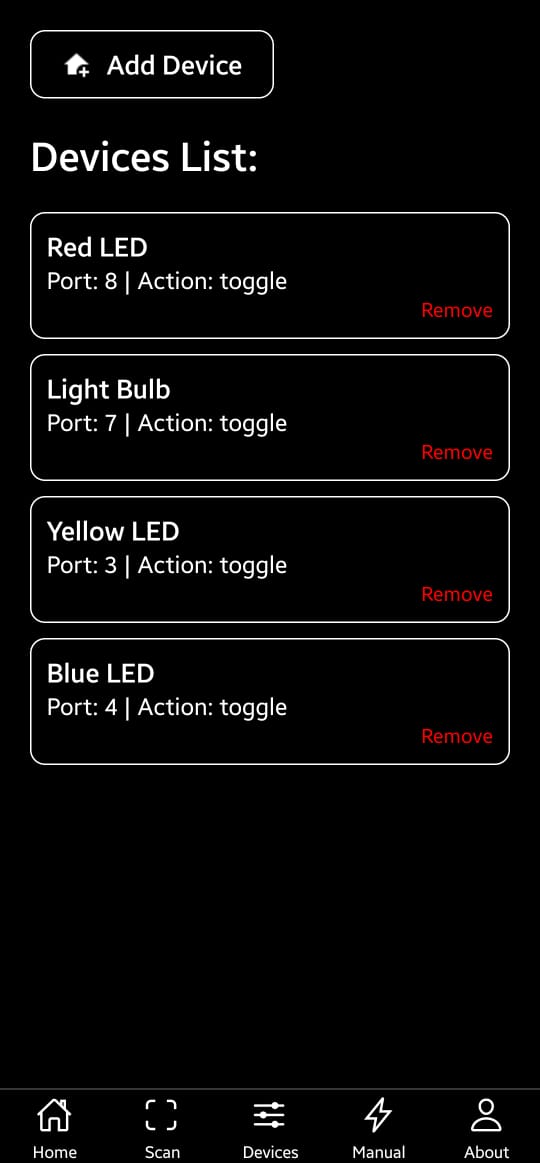 Add Device
Devices List:
Red LED
Port: 8 | Action: toggle
Remove
Light Bulb
Port: 7 | Action: toggle
Remove
Yellow LED
Port: 3 | Action: toggle
Remove
Blue LED
Port: 4 | Action: toggle
Remove
Home
Scan
Devices
Manual
About